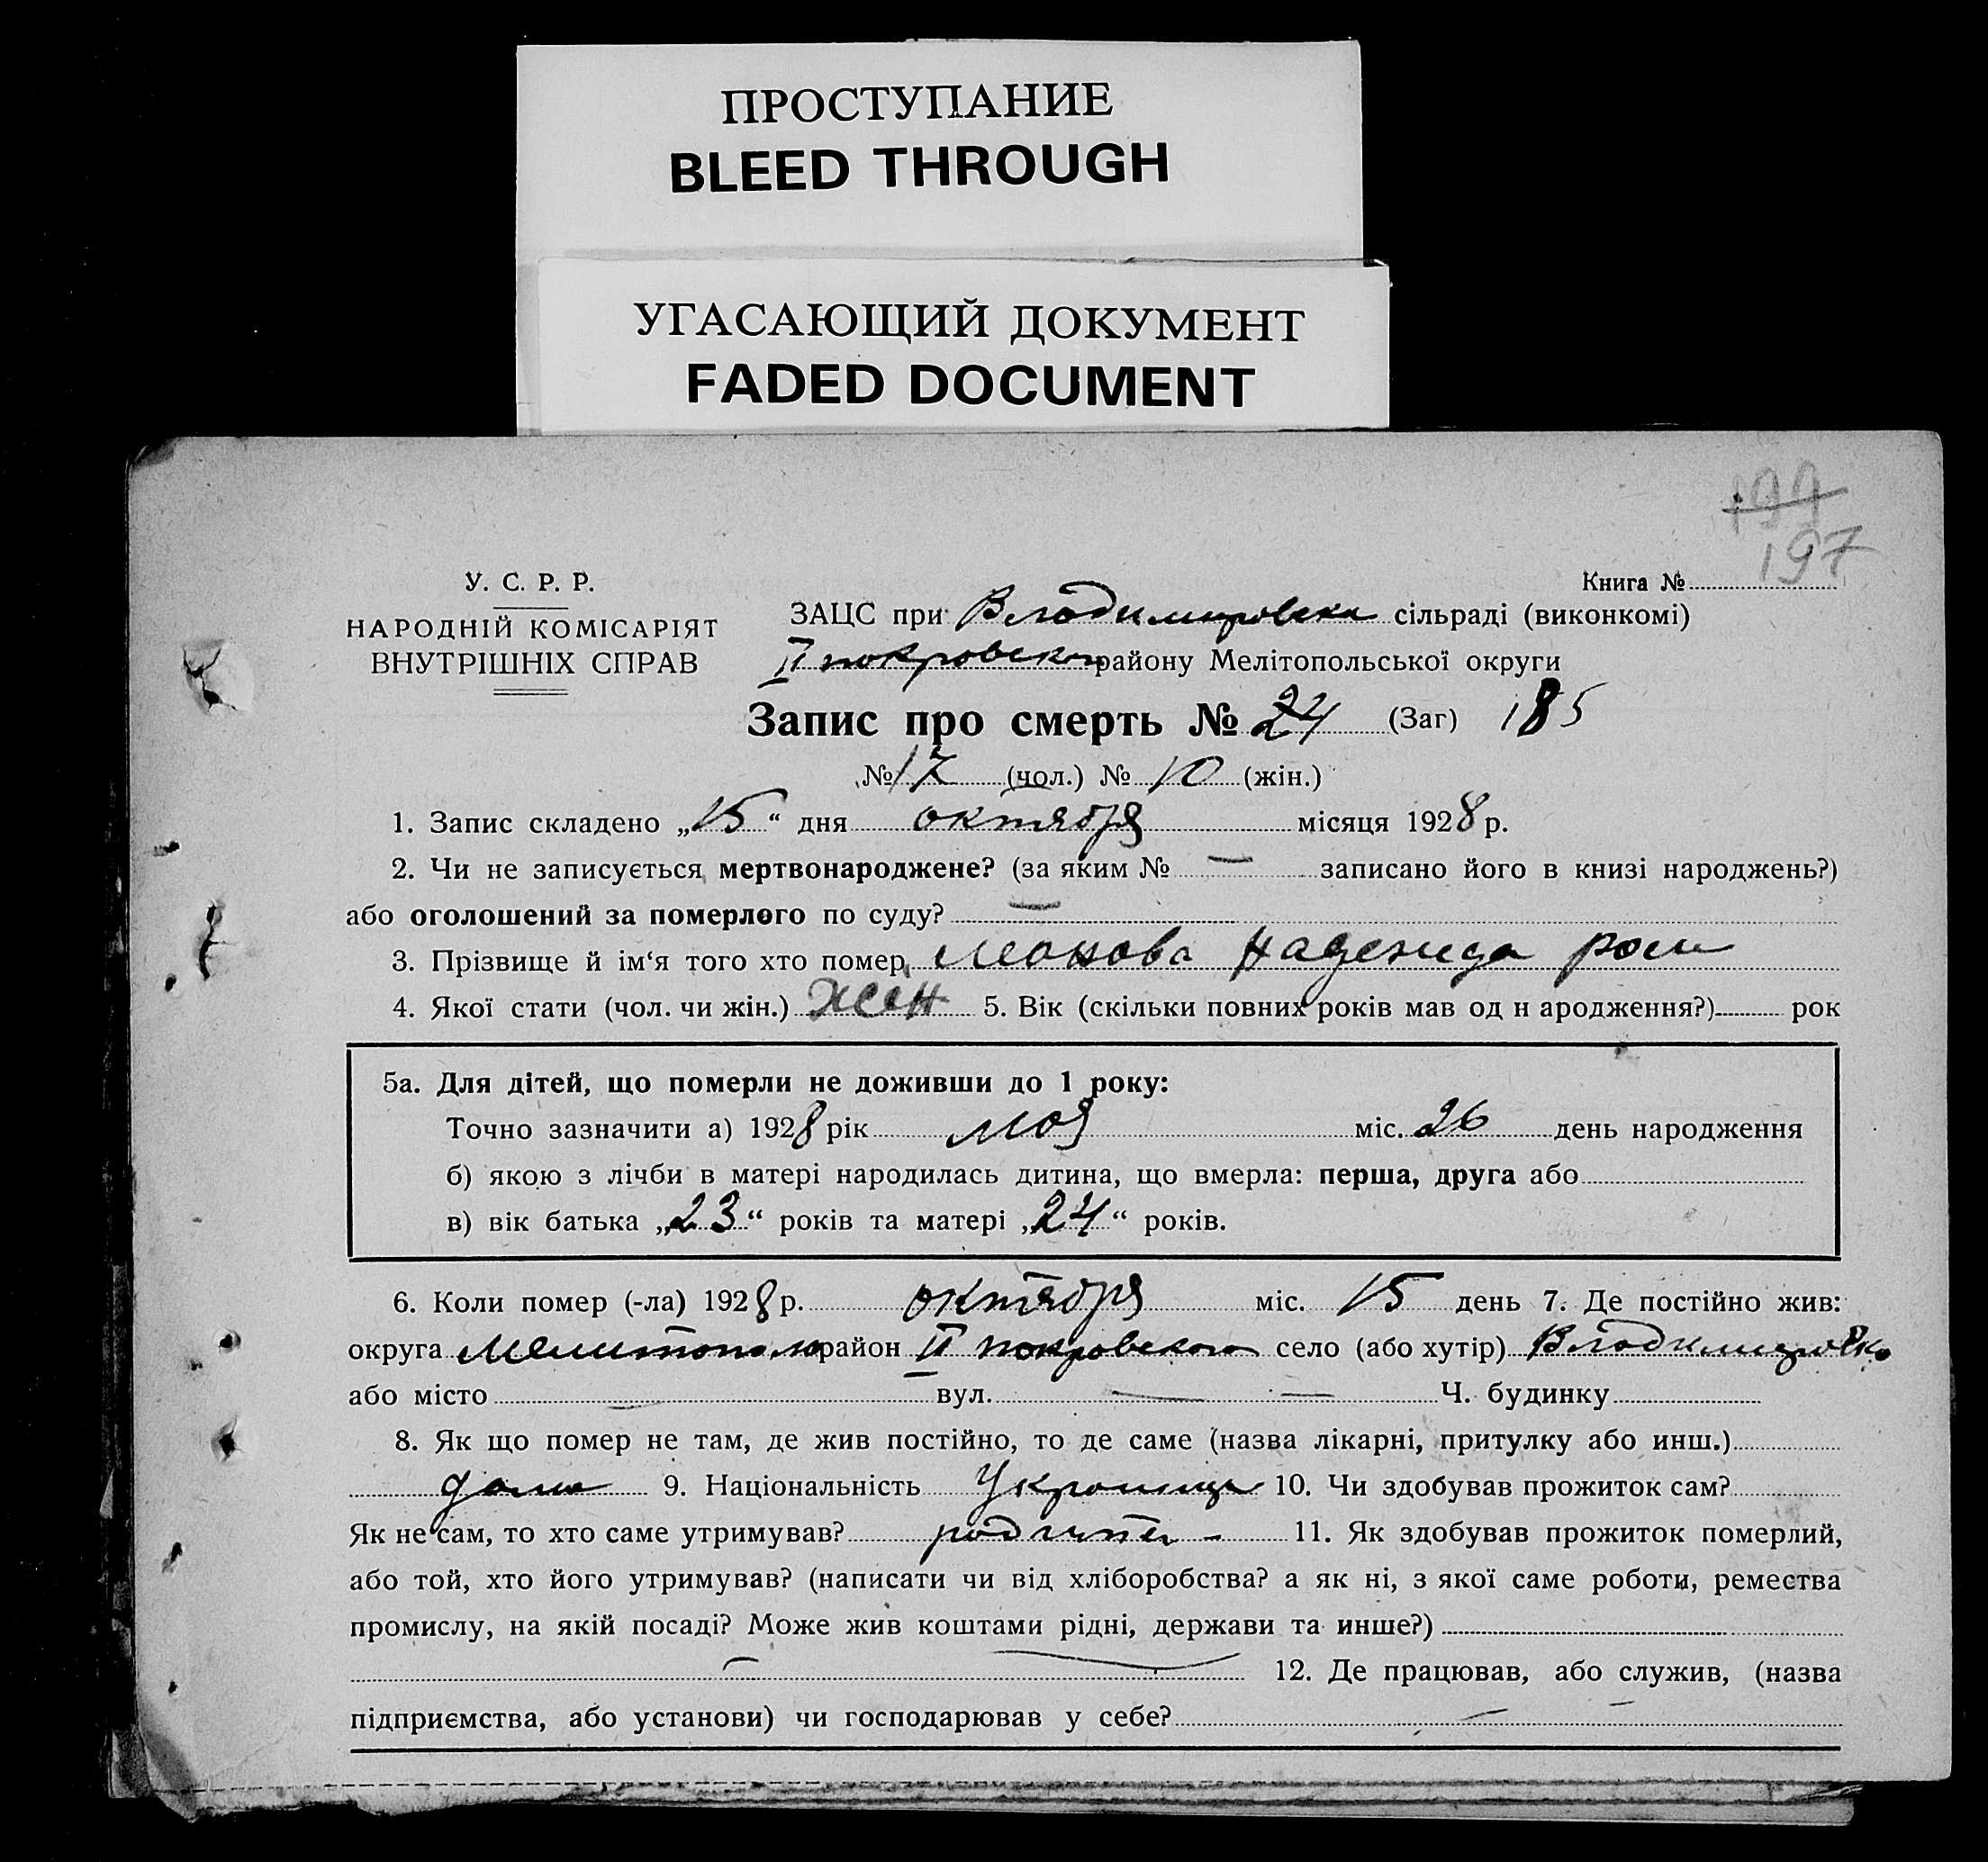 ПРОСТУПАНИЕ
BLEED THROUGH
УГАСАЮЩИЙ ДОКУМЕНТ
FADED DOCUMENT
199
197
У. С. Р. Р.
НАРОДНІЙ КОМІСАРІЯТ
ВНУТРІШНІХ СПРАВ
Книга №
ЗАЦС при Владимировска сільраді (виконкомі)
II покровского району Мелітопольської округи
Запис про смерть № 24 (Заг) 185
№ 17 (чол.) № 10 (жін.)
1. Запис складено „15“ дня октября місяця 1928 р.
2. Чи не записується мертвонароджене? (за яким № — записано його в книзі народжень?)
або оголошений за померлого по суду? —
3. Прізвище й ім‘я того хто помер Надежда
4. Якої стати (чол. чи жін.) жен 5. Вік (скільки повних років мав од н ародження?) рок
5а. Для дітей, що померли не доживши до 1 року:
Точно зазначити а) 1928 рік мая міс. 26 день народження
б) якою з лічби в матері народилась дитина, що вмерла: перша, друга або
в) вік батька „23“ років та матері „24“ років.
6. Коли помер (-ла) 1928 р. октября міс. 15 день 7. Де постійно жив:
округа Мелитополю район II покровского село (або хутір) Владимировка
або місто — вул. — — Ч. будинку
8. Як що помер не там, де жив постійно, то де саме (назва лікарні, притулку або инш.)
дома 9. Національність Украинцы 10. Чи здобував прожиток сам?
Як не сам, то хто саме утримував? родители - 11. Як здобував прожиток померлий,
або той, хто його утримував? (написати чи від хліборобства? а як ні, з якої саме роботи, ремества
промислу, на якій посаді? Може жив коштами рідні, держави та инше?)
— 12. Де працював, або служив, (назва
підприємства, або установи) чи господарював у себе? —